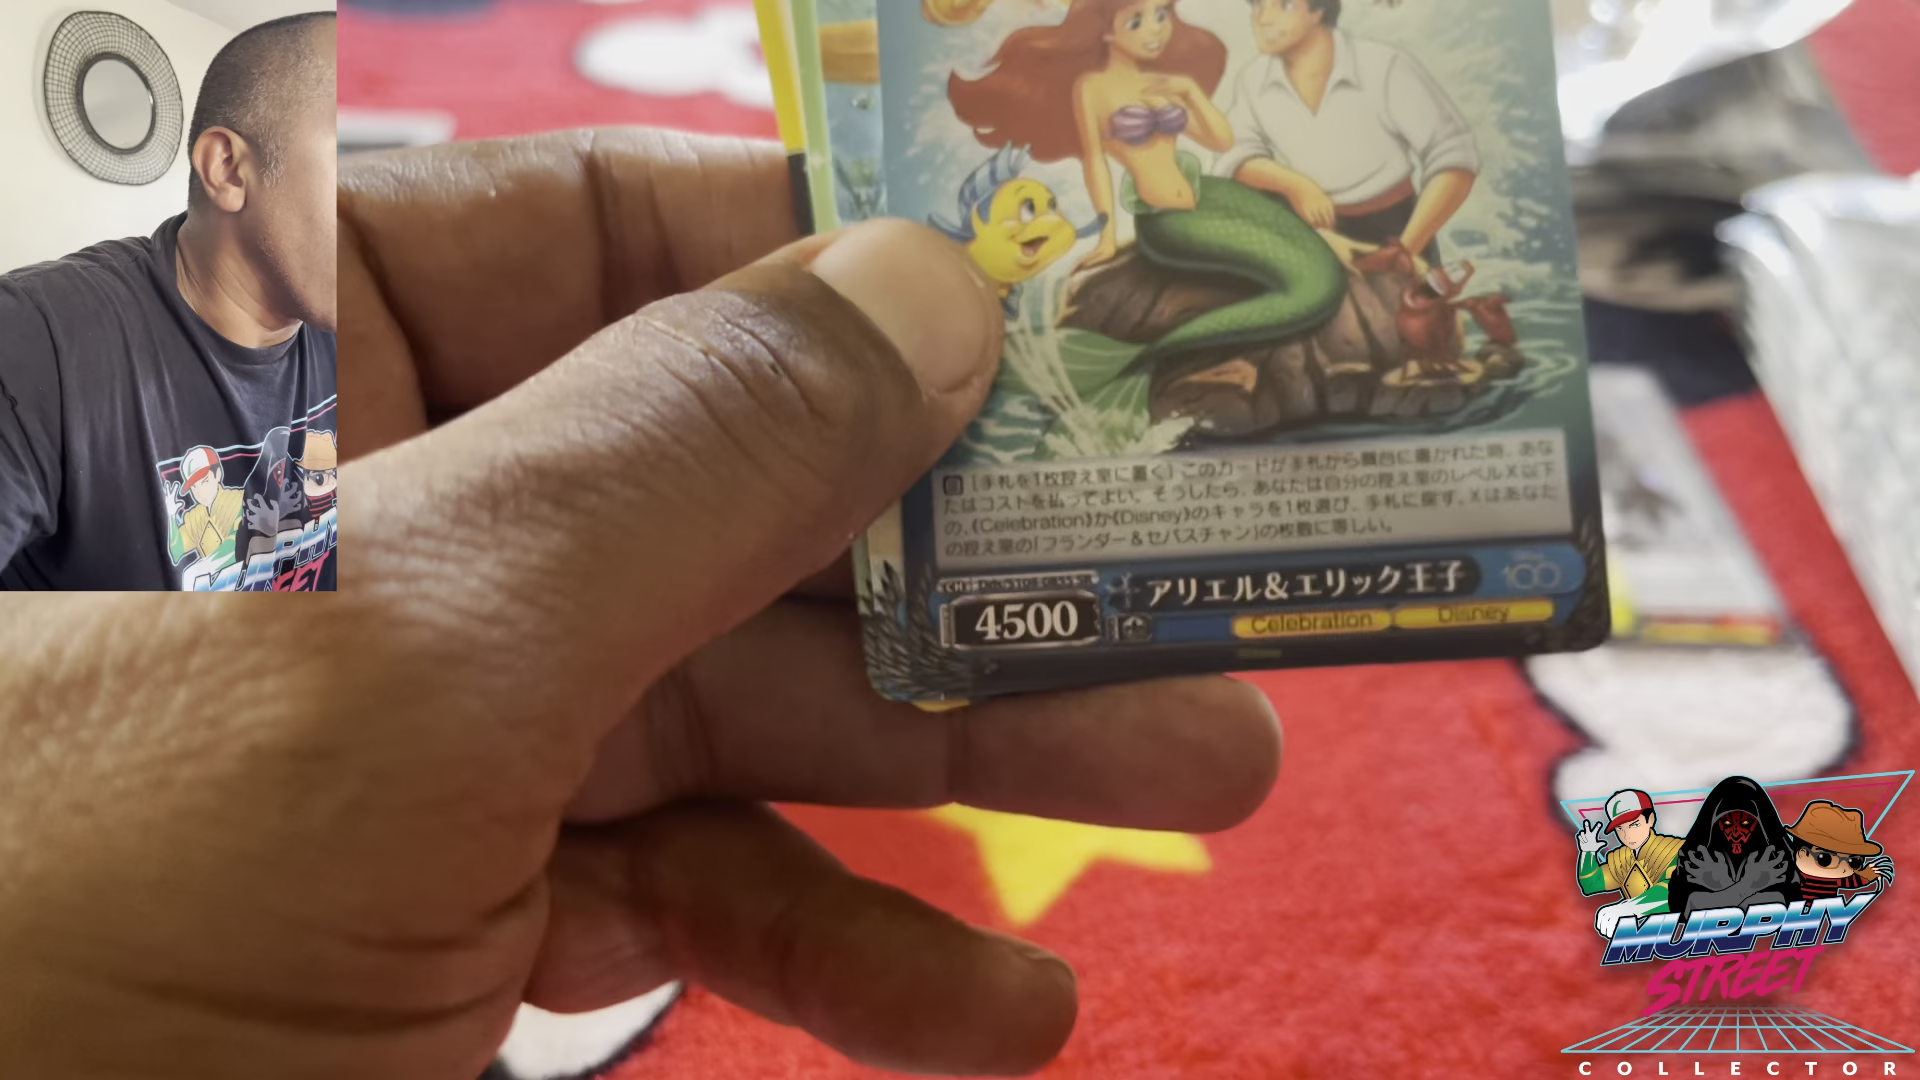 自【手札を1枚控え室に置く】このカードが手札から舞台に置かれた時、あな
たはコストを払ってよい。そうしたら、あなたは自分の控え室のレベルX以下
の、《Celebration》か《Disney》のキャラを1枚選び、手札に戻す。Xはあなた
の控え室の「フランダー&セバスチャン」の枚数に等しい。
アリエル&エリック王子
100
4500
Celebration
Disney
MURPHY
STREET
COLLECTOR